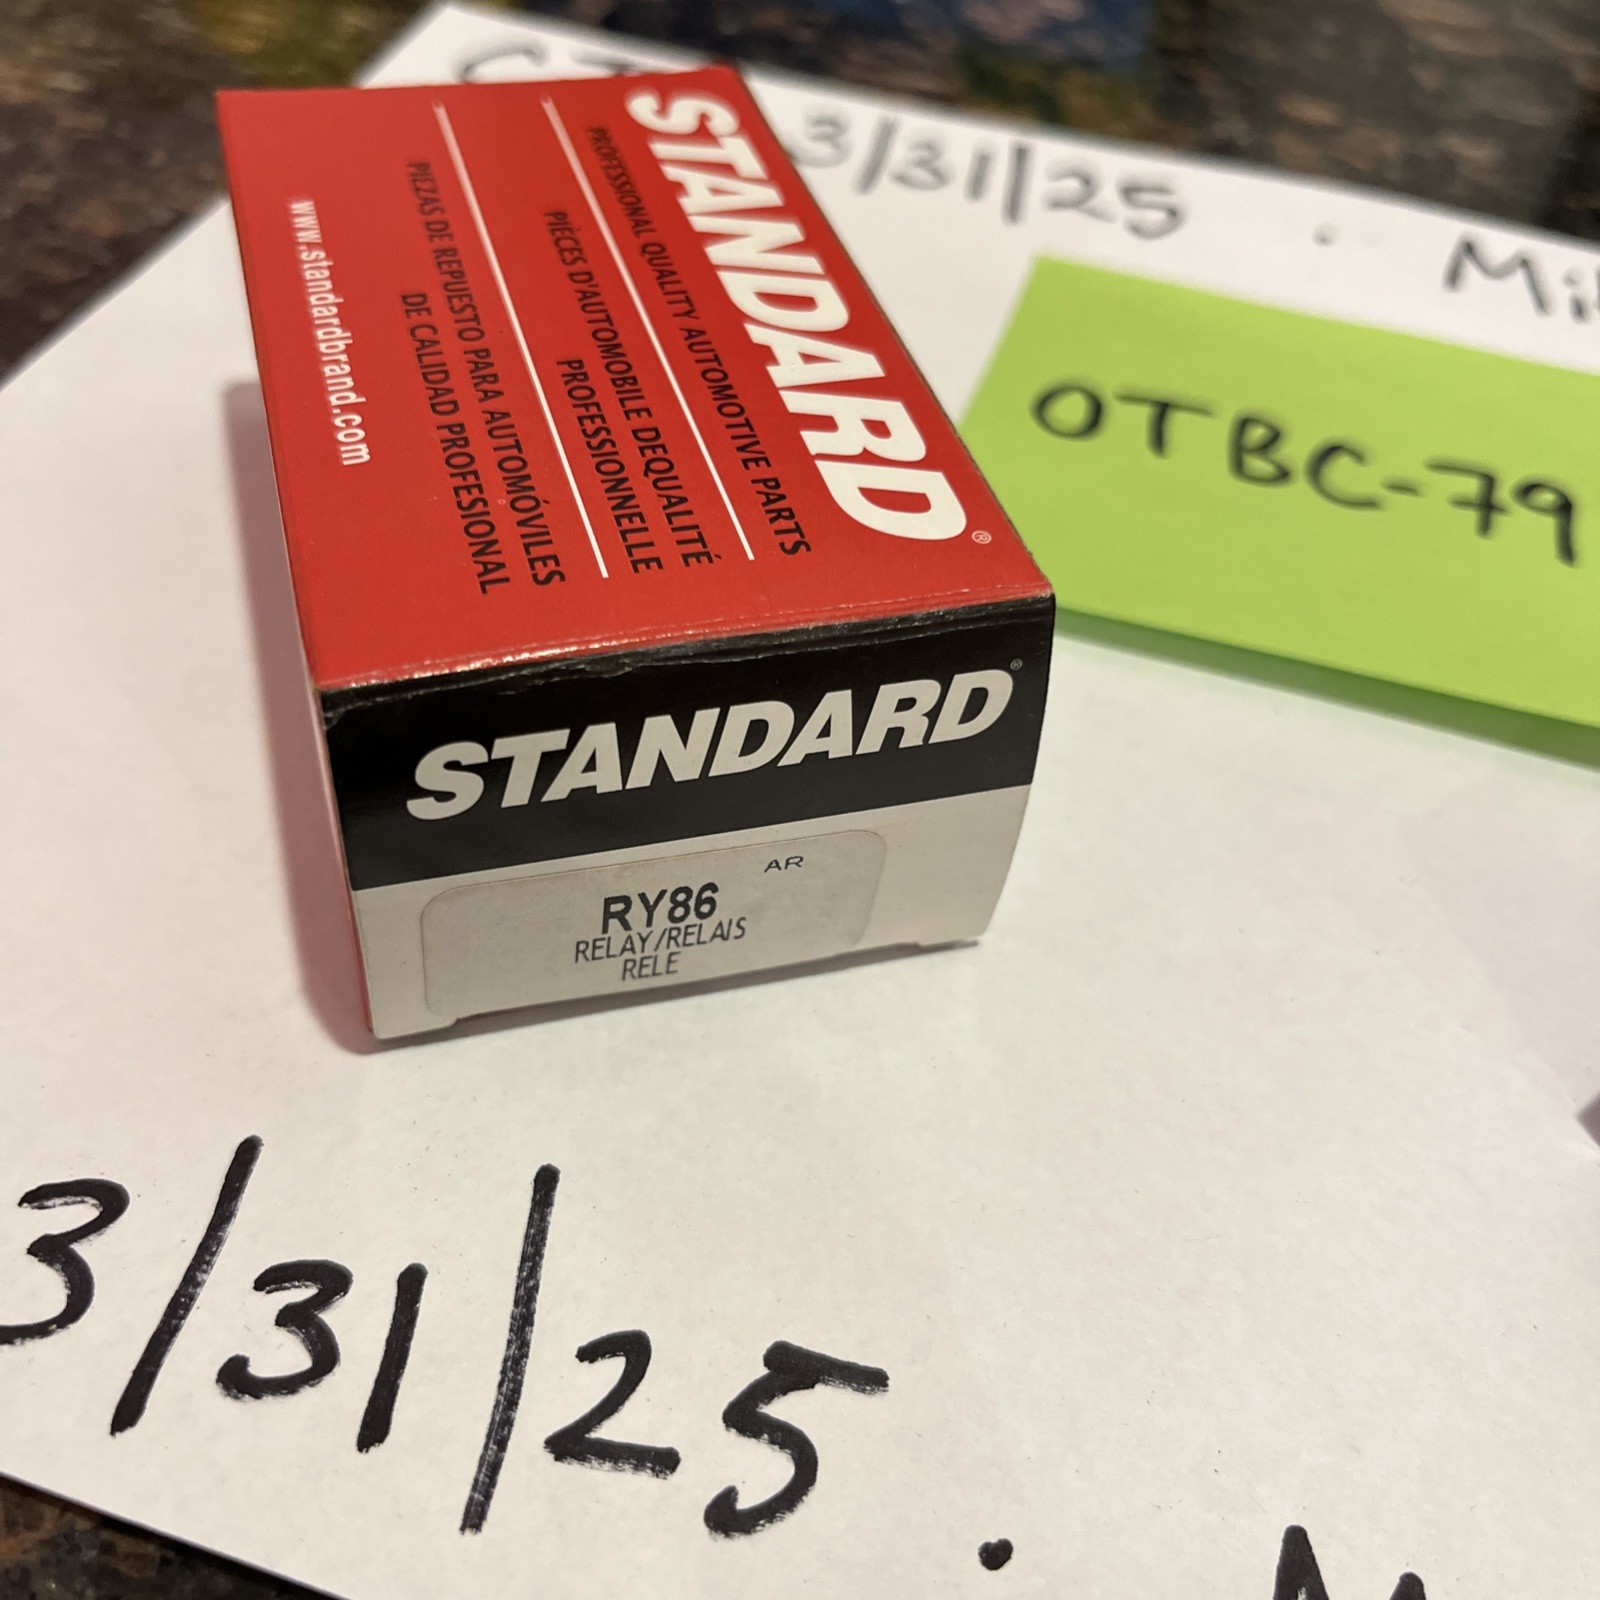 3/31/25 . Mi
OTBC-79
STANDARD®
PROFESSIONAL QUALITY AUTOMOTIVE PARTS
PIÈCES D'AUTOMOBILE DEQUALITÉ
PROFESSIONNELLE
PIEZAS DE REPUESTO PARA AUTOMÓVILES
DE CALIDAD PROFESIONAL
www.standardbrand.com
STANDARD®
AR
RY86
RELAY/RELAIS
RELE
3/31/25 .